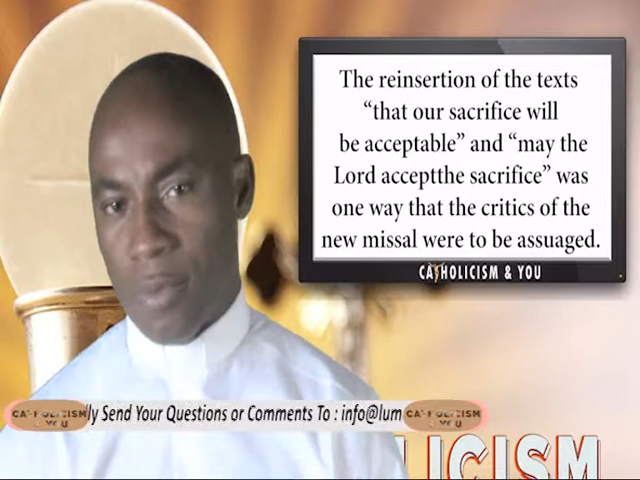 The reinsertion of the texts
“that our sacrifice will
be acceptable” and “may the
Lord acceptthe sacrifice” was
one way that the critics of the
new missal were to be assuaged.
CATHOLICISM & YOU
CATHOLICISM
& YOU
lly Send Your Questions or Comments To : info@lum
CATHOLICISM
& YOU
LICISM